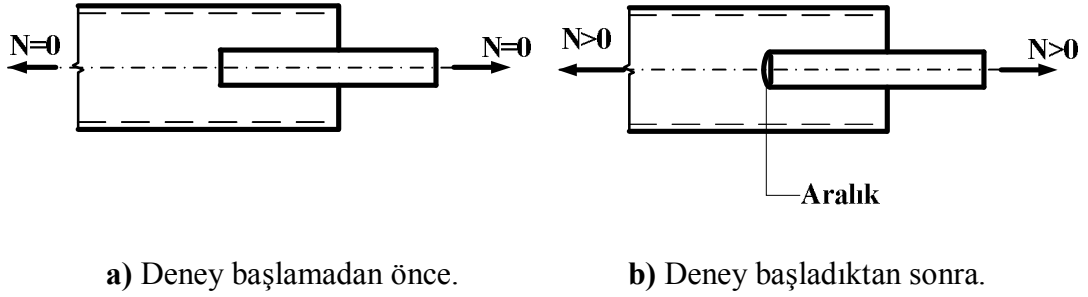 N=0
N=0
N>0
N>0
Aralık
a) Deney başlamadan önce.
b) Deney başladıktan sonra.